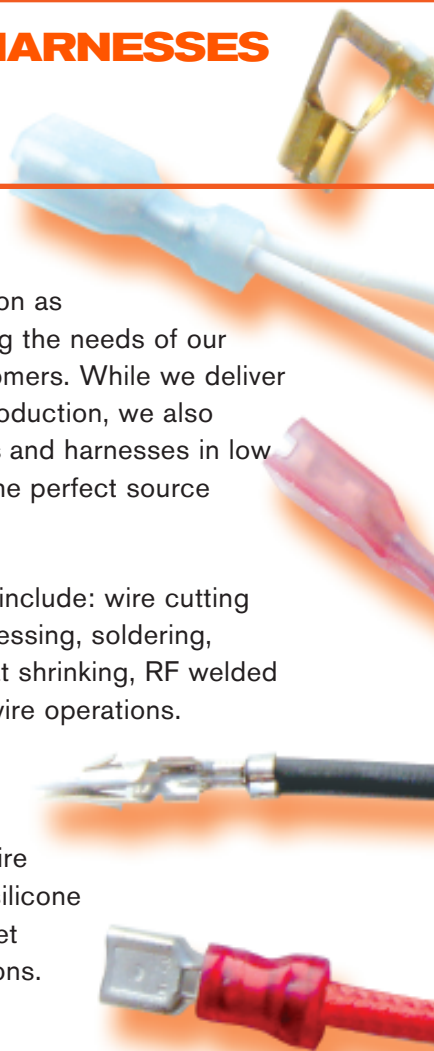 HARNESSES
on as
g the needs of our
omers. While we deliver
oduction, we also
s and harnesses in low
he perfect source
include: wire cutting
essing, soldering,
t shrinking, RF welded
wire operations.
ire
silicone
et
ons.